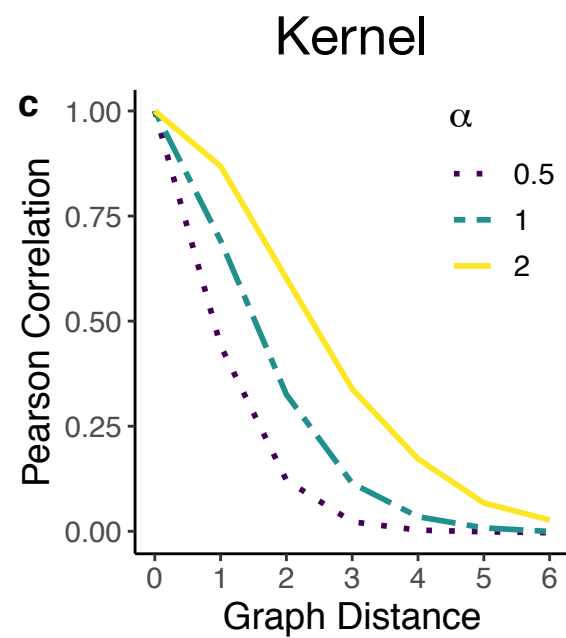 Kernel
c
Pearson Correlation
1.00
0.75
0.50
0.25
0.00
α
0.5
1
2
0 1 2 3 4 5 6
Graph Distance